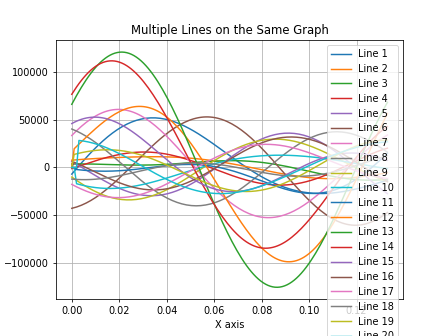 Multiple Lines on the Same Graph
100000
50000
0
−50000
−100000
0.00
0.02
0.04
0.06
0.08
0.10
X axis
Line 1
Line 2
Line 3
Line 4
Line 5
Line 6
Line 7
Line 8
Line 9
Line 10
Line 11
Line 12
Line 13
Line 14
Line 15
Line 16
Line 17
Line 18
Line 19
Line 20